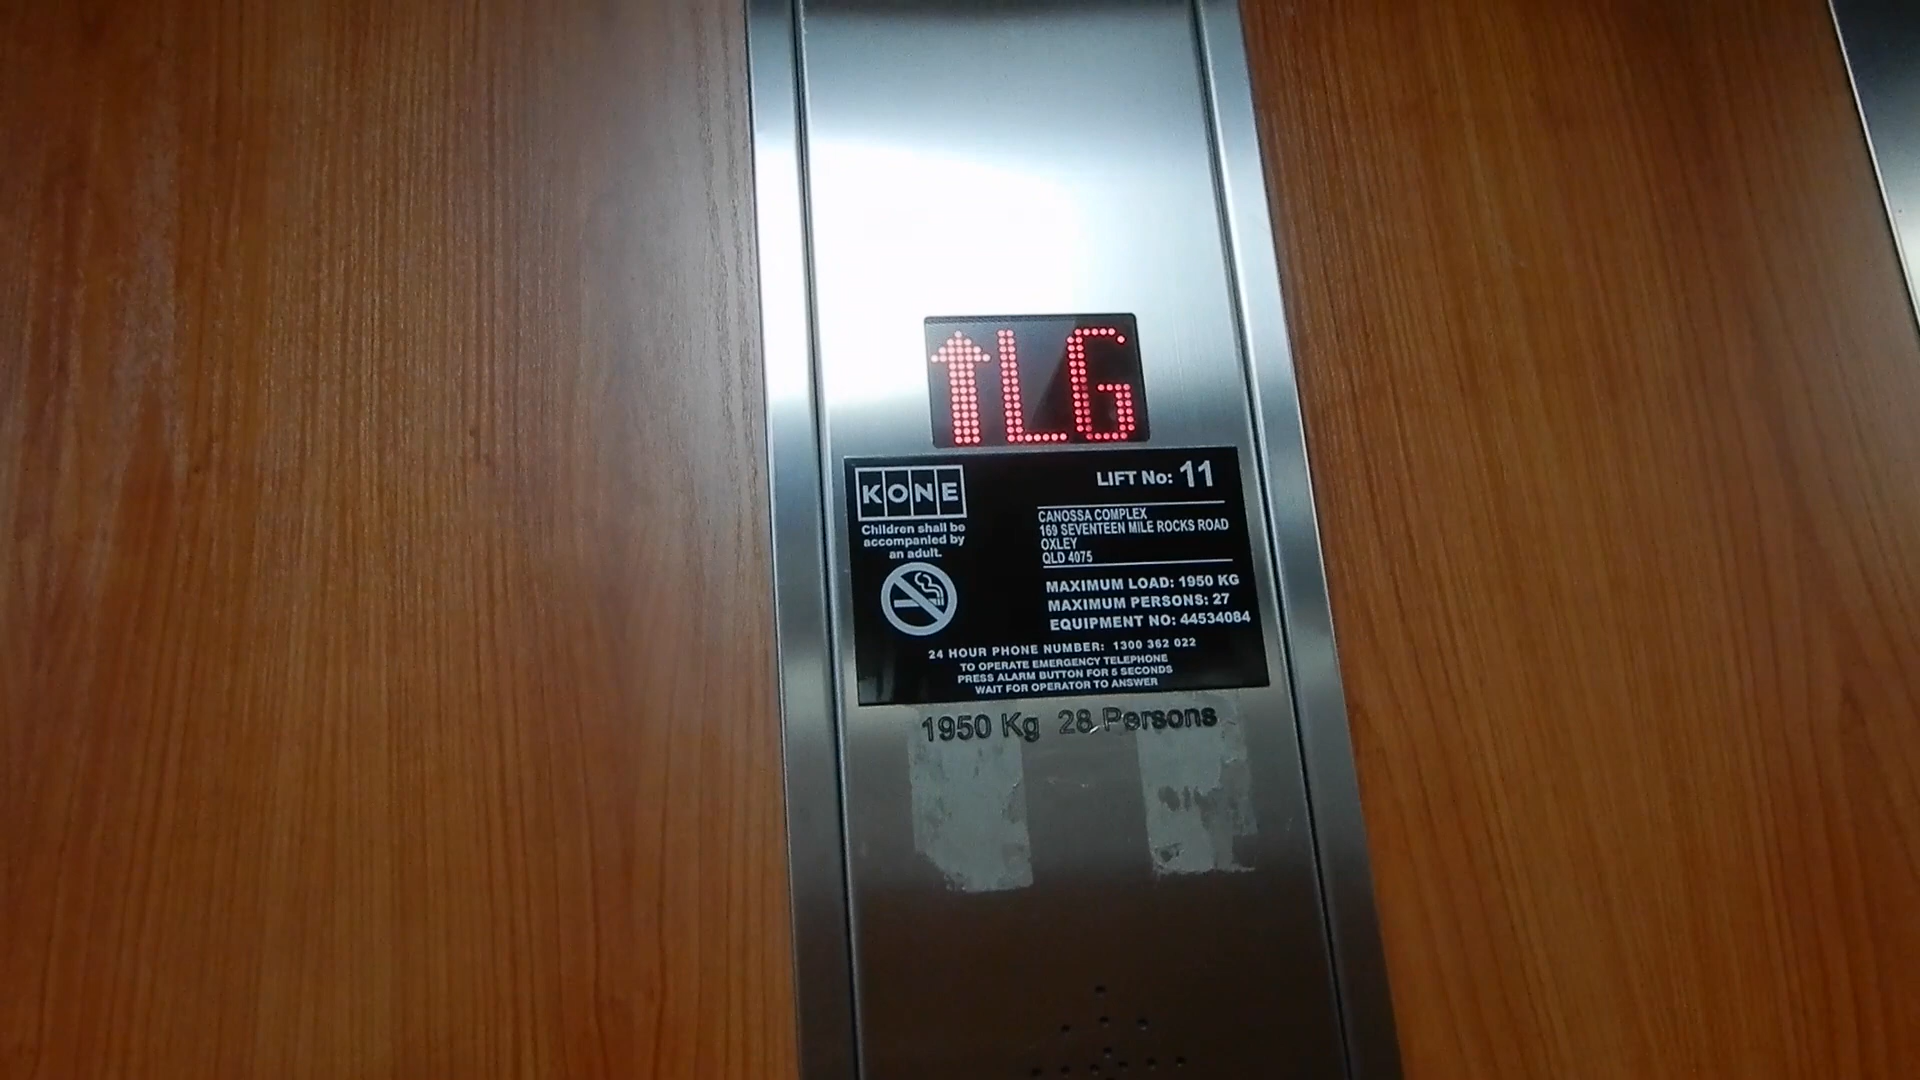 ↑LG
KONE
LIFT No: 11
Children shall be
accompanied by
an adult.
CANOSSA COMPLEX
169 SEVENTEEN MILE ROCKS ROAD
OXLEY
QLD 4075
MAXIMUM LOAD: 1950 KG
MAXIMUM PERSONS: 27
EQUIPMENT NO: 44534084
24 HOUR PHONE NUMBER: 1300 362 022
TO OPERATE EMERGENCY TELEPHONE
PRESS ALARM BUTTON FOR 5 SECONDS
WAIT FOR OPERATOR TO ANSWER
1950 Kg 28 Persons